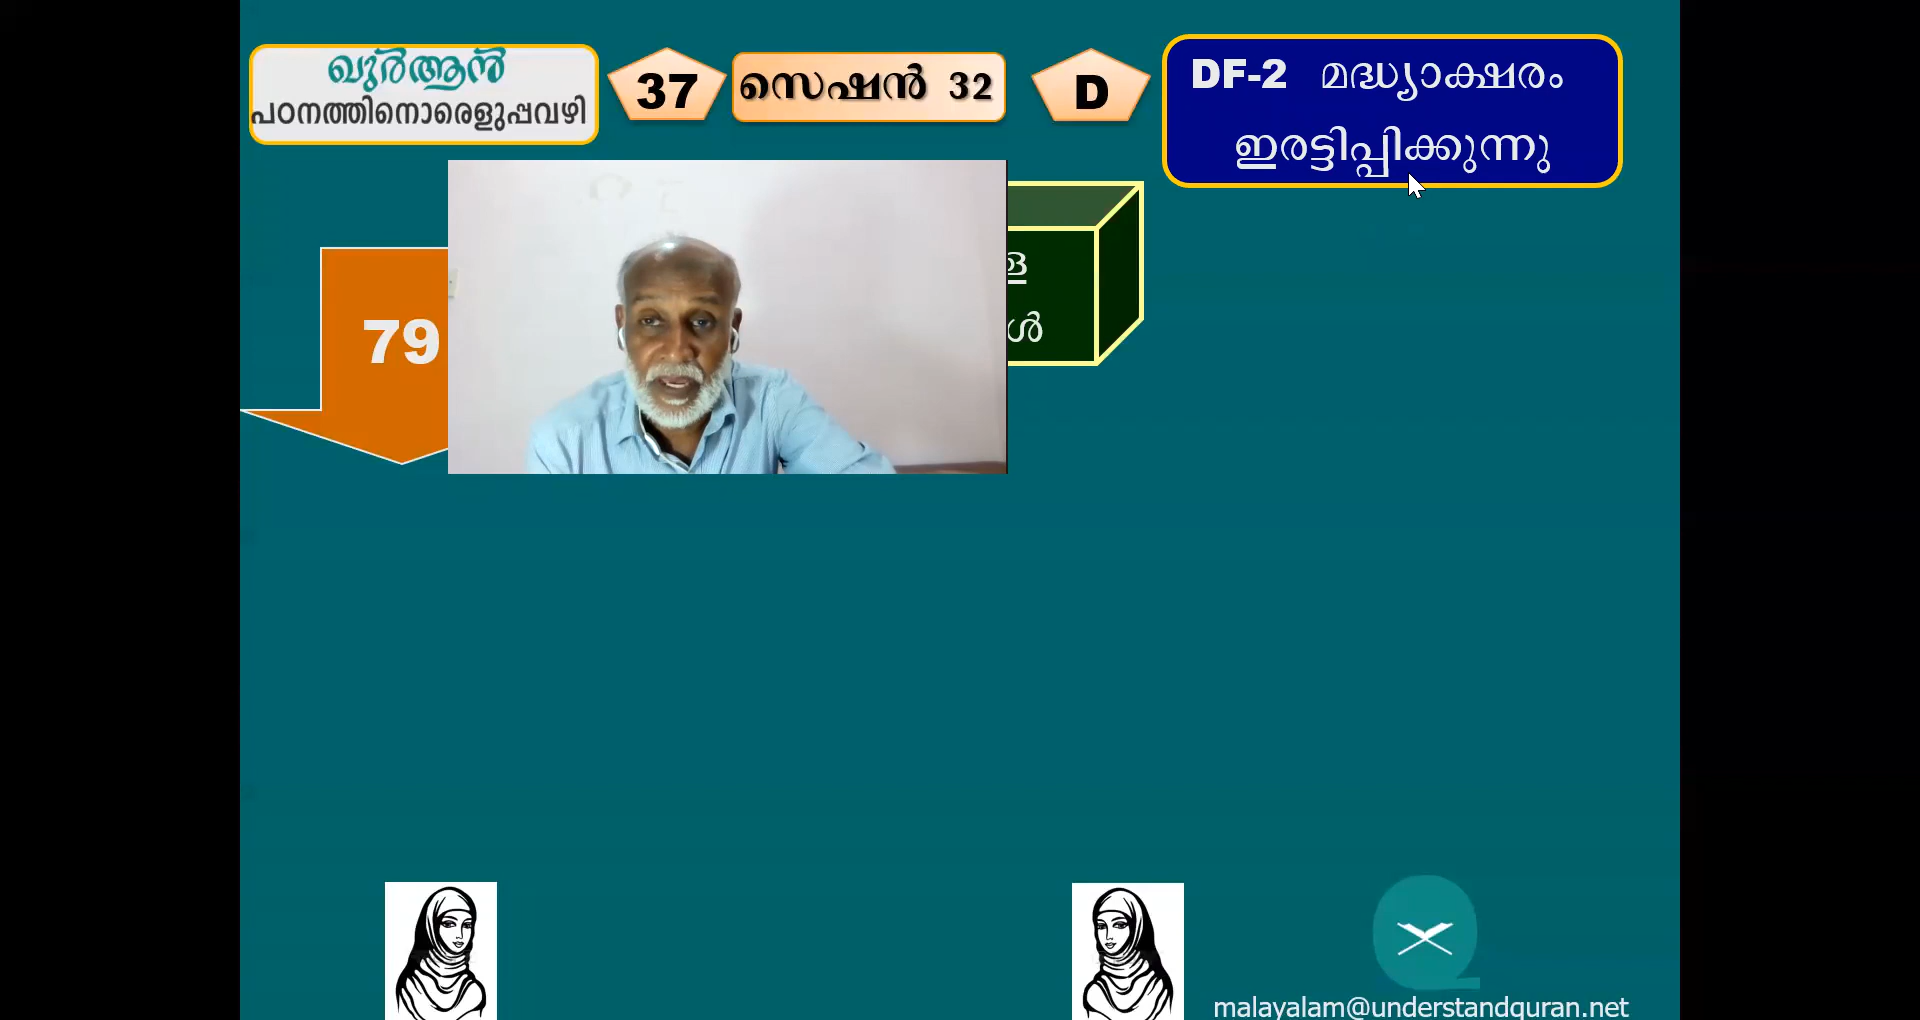 ഖുർആൻ
പഠനത്തിനൊരെളുപ്പവഴി
37
സെഷൻ 32
D
DF-2 മദ്ധ്യാക്ഷരം
ഇരട്ടിപ്പിക്കുന്നു
79
malayalam@understandquran.net